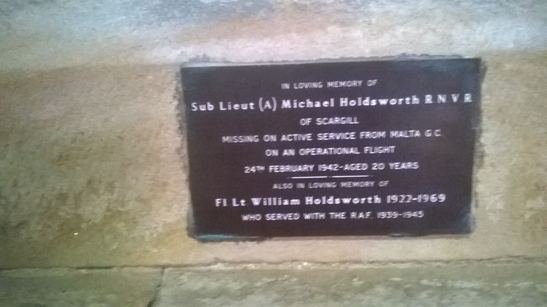 IN LOVING MEMORY OF
Sub Lieut (A) Michael Holdsworth R N V R
OF SCARGILL
MISSING ON ACTIVE SERVICE FROM MALTA G.C.
ON AN OPERATIONAL FLIGHT
24TH FEBRUARY 1942-AGED 20 YEARS
ALSO IN LOVING MEMORY OF
Fl Lt William Holdsworth 1922-1969
WHO SERVED WITH THE R.A.F. 1939-1945